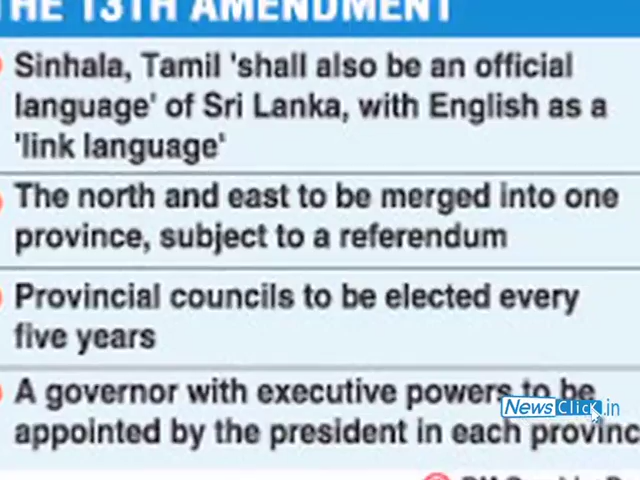 THE 13TH AMENDMENT
Sinhala, Tamil 'shall also be an official
language' of Sri Lanka, with English as a
'link language'
The north and east to be merged into one
province, subject to a referendum
Provincial councils to be elected every
five years
A governor with executive powers to be
NewsClick.in
appointed by the president in each provinc